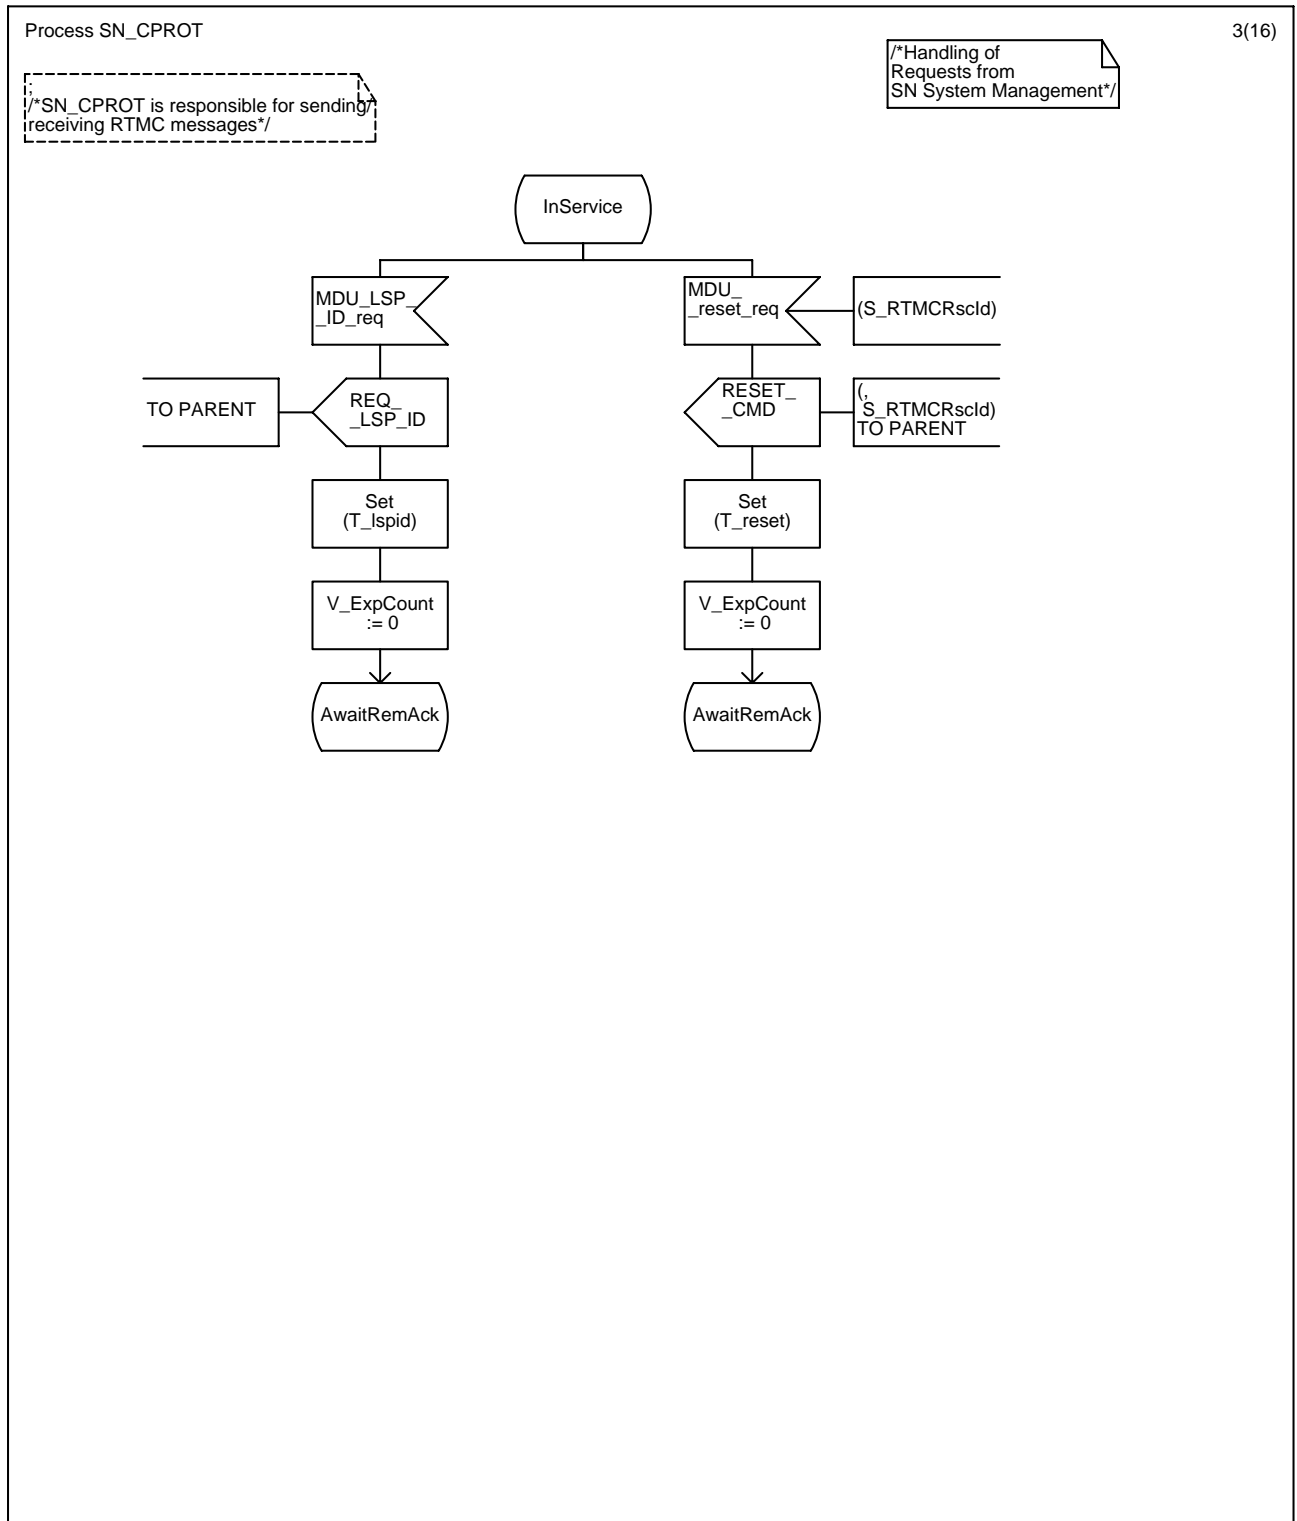 Process SN_CPROT
3(16)
/*Handling of
Requests from
SN System Management*/
;
/*SN_CPROT is responsible for sending/
receiving RTMC messages*/
InService
MDU_LSP_
_ID_req
MDU_
_reset_req
(S_RTMCRscId)
TO PARENT
REQ_
_LSP_ID
RESET_
_CMD
(,
S_RTMCRscId)
TO PARENT
Set
(T_lspid)
Set
(T_reset)
V_ExpCount
:= 0
V_ExpCount
:= 0
AwaitRemAck
AwaitRemAck